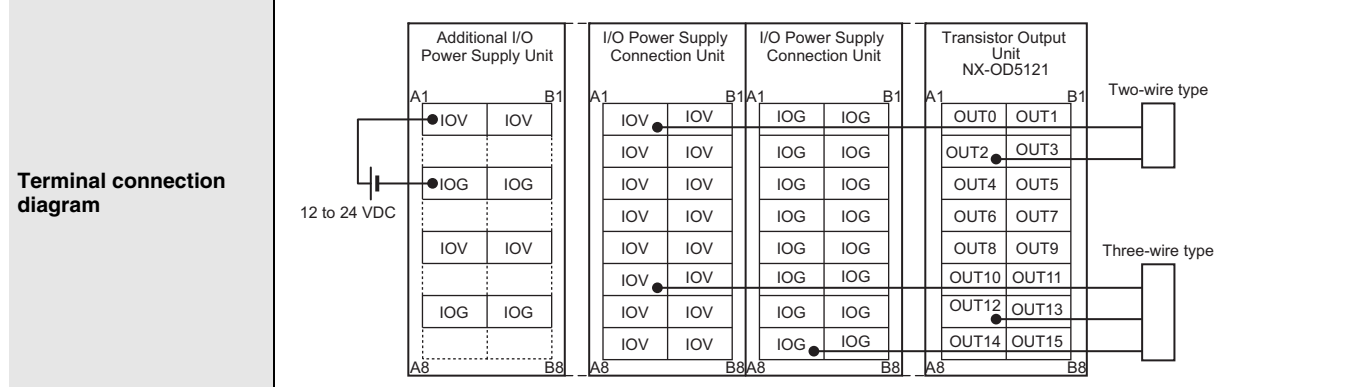 Terminal connection
diagram
Additional I/O
Power Supply Unit
I/O Power Supply
Connection Unit
I/O Power Supply
Connection Unit
Transistor Output
Unit
NX-OD5121
A1 B1 A1 B1 A1 B1 A1 B1
Two-wire type
IOV IOV IOV IOV IOG IOG OUT0 OUT1
IOV IOV IOG IOG OUT2 OUT3
IOG IOG IOV IOV IOG IOG OUT4 OUT5
12 to 24 VDC
IOV IOV IOG IOG OUT6 OUT7
IOV IOV IOV IOV IOG IOG OUT8 OUT9
Three-wire type
IOV IOV IOG IOG OUT10 OUT11
IOG IOG IOV IOV IOG IOG OUT12 OUT13
IOV IOV IOG IOG OUT14 OUT15
A8 B8 A8 B8 A8 B8 A8 B8